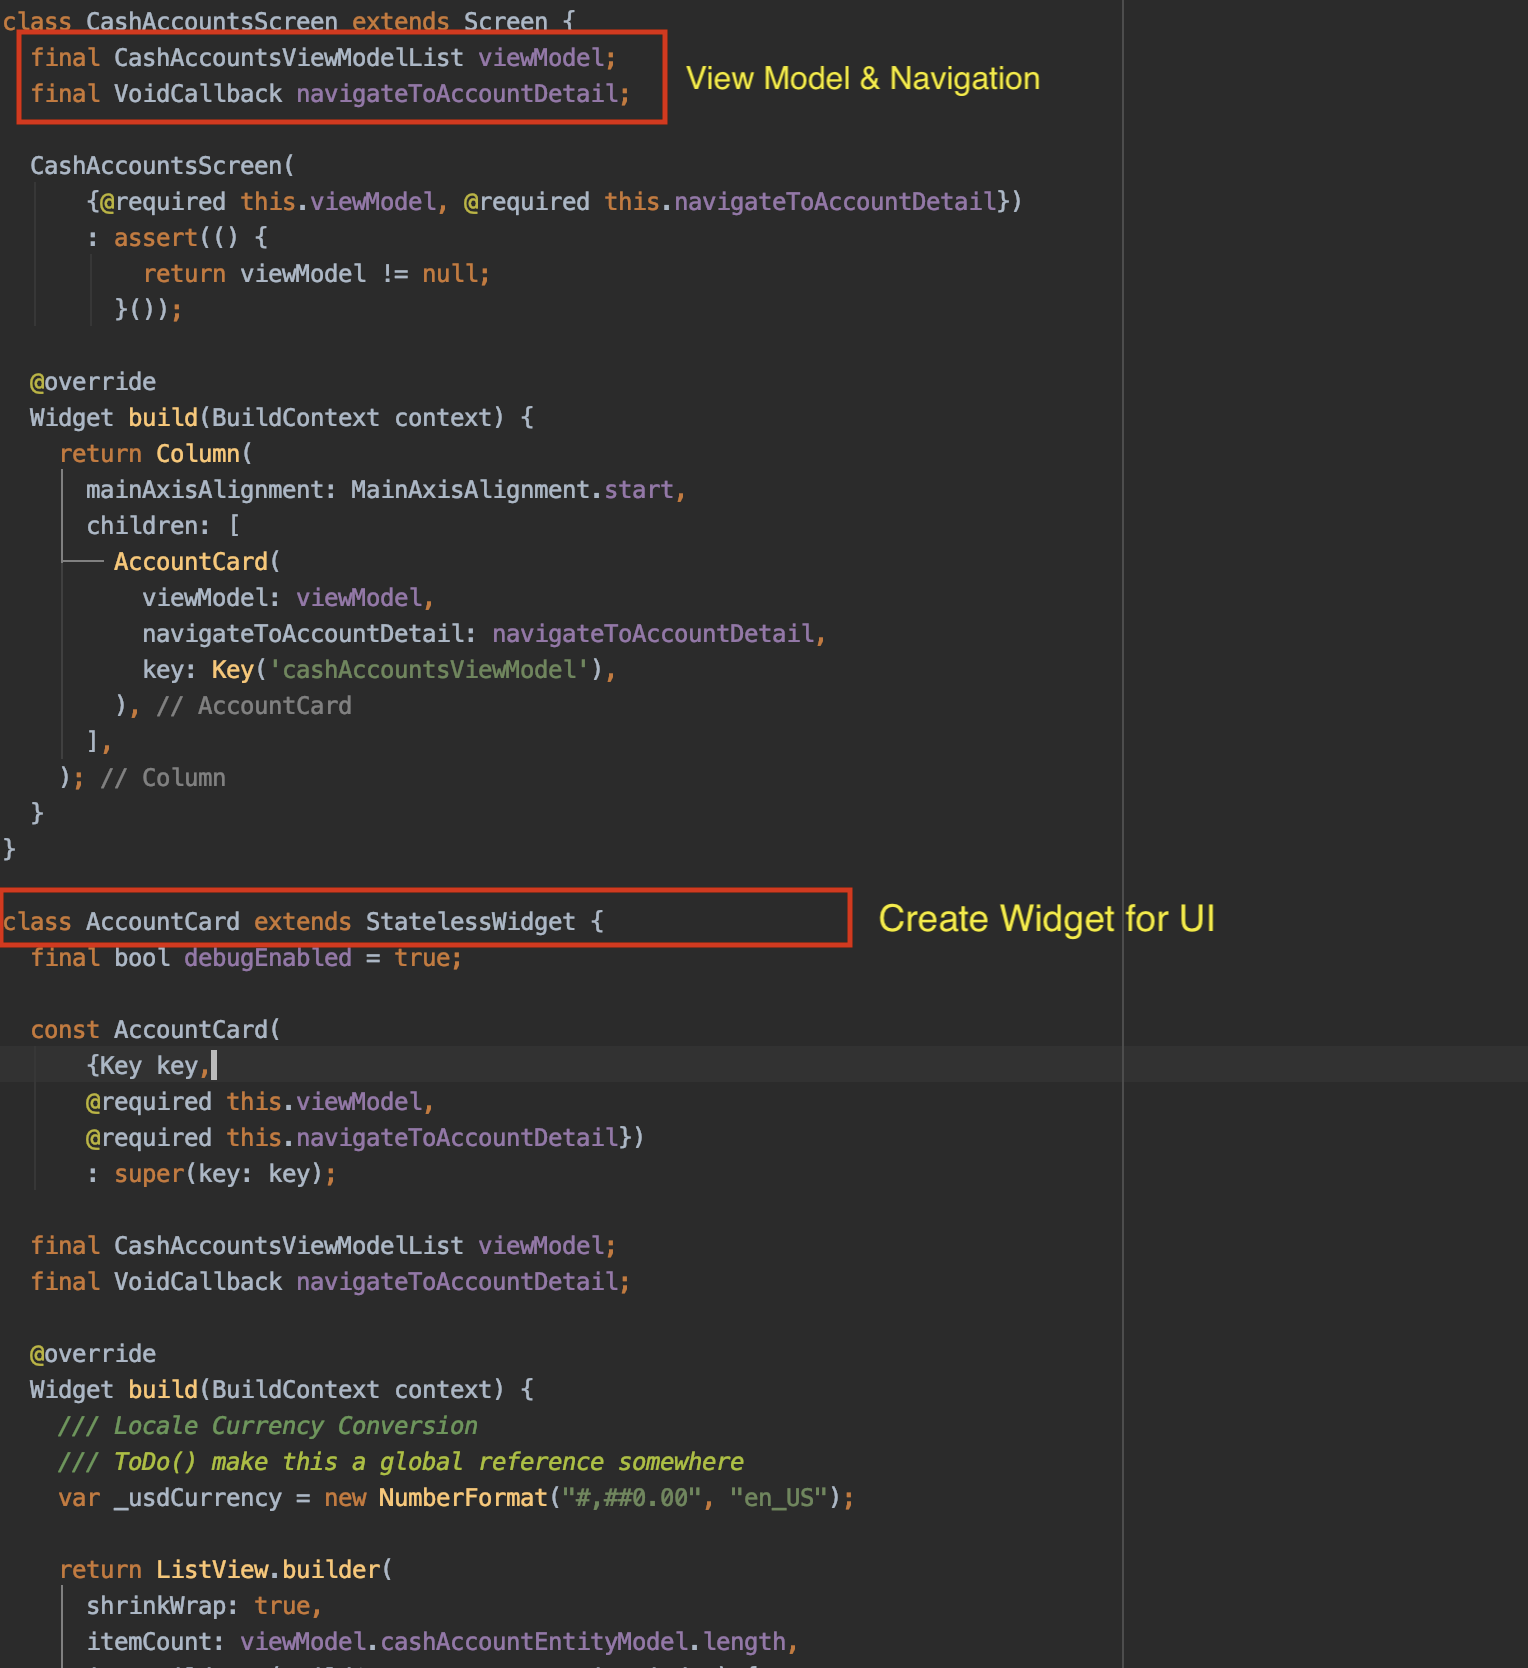 class CashAccountsScreen extends Screen {
final CashAccountsViewModelList viewModel;
final VoidCallback navigateToAccountDetail;
View Model & Navigation
CashAccountsScreen(
{@required this.viewModel, @required this.navigateToAccountDetail})
: assert(() {
return viewModel != null;
}());
@override
Widget build(BuildContext context) {
return Column(
mainAxisAlignment: MainAxisAlignment.start,
children: [
AccountCard(
viewModel: viewModel,
navigateToAccountDetail: navigateToAccountDetail,
key: Key('cashAccountsViewModel'),
), // AccountCard
],
); // Column
}
}
class AccountCard extends StatelessWidget {
Create Widget for UI
final bool debugEnabled = true;
const AccountCard(
{Key key,
@required this.viewModel,
@required this.navigateToAccountDetail})
: super(key: key);
final CashAccountsViewModelList viewModel;
final VoidCallback navigateToAccountDetail;
@override
Widget build(BuildContext context) {
/// Locale Currency Conversion
/// ToDo() make this a global reference somewhere
var _usdCurrency = new NumberFormat("#,##0.00", "en_US");
return ListView.builder(
shrinkWrap: true,
itemCount: viewModel.cashAccountEntityModel.length,